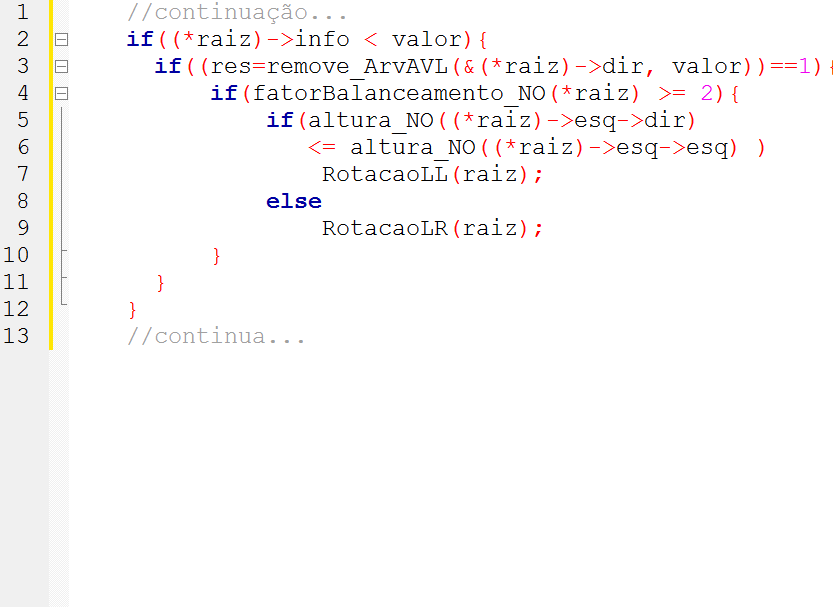 1 //continuação...
2 if((*raiz)->info < valor){
3 if((res=remove_ArvAVL(&(*raiz)->dir, valor))==1){
4 if(fatorBalanceamento_NO(*raiz) >= 2){
5 if(altura_NO((*raiz)->esq->dir)
6 <= altura_NO((*raiz)->esq->esq) )
7 RotacaoLL(raiz);
8 else
9 RotacaoLR(raiz);
10 }
11 }
12 }
13 //continua...